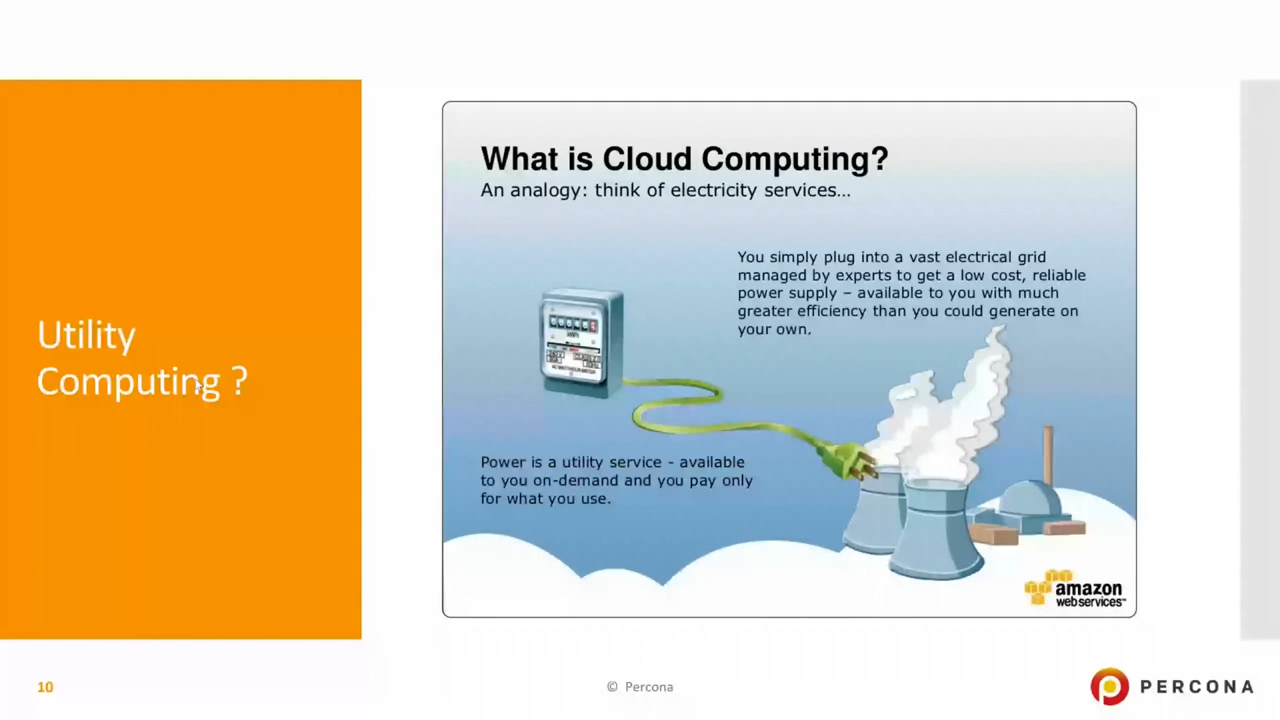 Utility
Computing ?
What is Cloud Computing?
An analogy: think of electricity services…
You simply plug into a vast electrical grid
managed by experts to get a low cost, reliable
power supply – available to you with much
greater efficiency than you could generate on
your own.
Power is a utility service - available
to you on-demand and you pay only
for what you use.
amazon
webservices™
10
© Percona
PERCONA